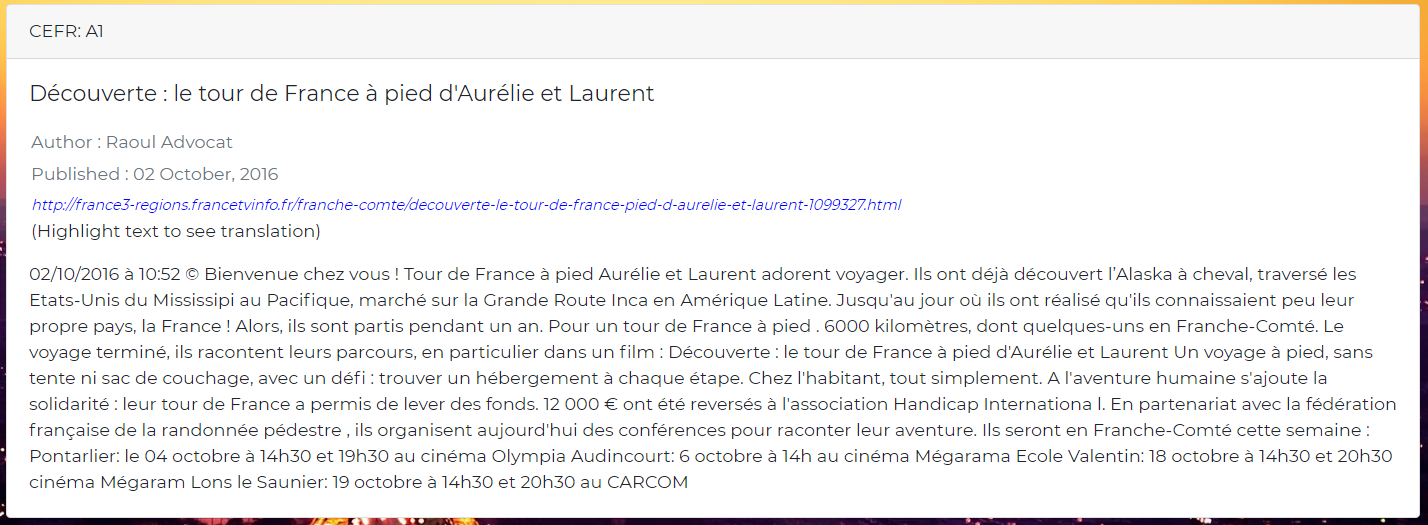 CEFR: A1
Découverte : le tour de France à pied d'Aurélie et Laurent
Author : Raoul Advocat
Published : 02 October, 2016
http://france3-regions.francetvinfo.fr/franche-comte/decouverte-le-tour-de-france-pied-d-aurelie-et-laurent-1099327.html
(Highlight text to see translation)
02/10/2016 à 10:52 © Bienvenue chez vous ! Tour de France à pied Aurélie et Laurent adorent voyager. Ils ont déjà découvert l’Alaska à cheval, traversé les
Etats-Unis du Mississipi au Pacifique, marché sur la Grande Route Inca en Amérique Latine. Jusqu'au jour où ils ont réalisé qu'ils connaissaient peu leur
propre pays, la France ! Alors, ils sont partis pendant un an. Pour un tour de France à pied . 6000 kilomètres, dont quelques-uns en Franche-Comté. Le
voyage terminé, ils racontent leurs parcours, en particulier dans un film : Découverte : le tour de France à pied d'Aurélie et Laurent Un voyage à pied, sans
tente ni sac de couchage, avec un défi : trouver un hébergement à chaque étape. Chez l'habitant, tout simplement. A l'aventure humaine s'ajoute la
solidarité : leur tour de France a permis de lever des fonds. 12 000 € ont été reversés à l'association Handicap Internationa l. En partenariat avec la fédération
française de la randonnée pédestre , ils organisent aujourd'hui des conférences pour raconter leur aventure. Ils seront en Franche-Comté cette semaine :
Pontarlier: le 04 octobre à 14h30 et 19h30 au cinéma Olympia Audincourt: 6 octobre à 14h au cinéma Mégarama Ecole Valentin: 18 octobre à 14h30 et 20h30
cinéma Mégaram Lons le Saunier: 19 octobre à 14h30 et 20h30 au CARCOM